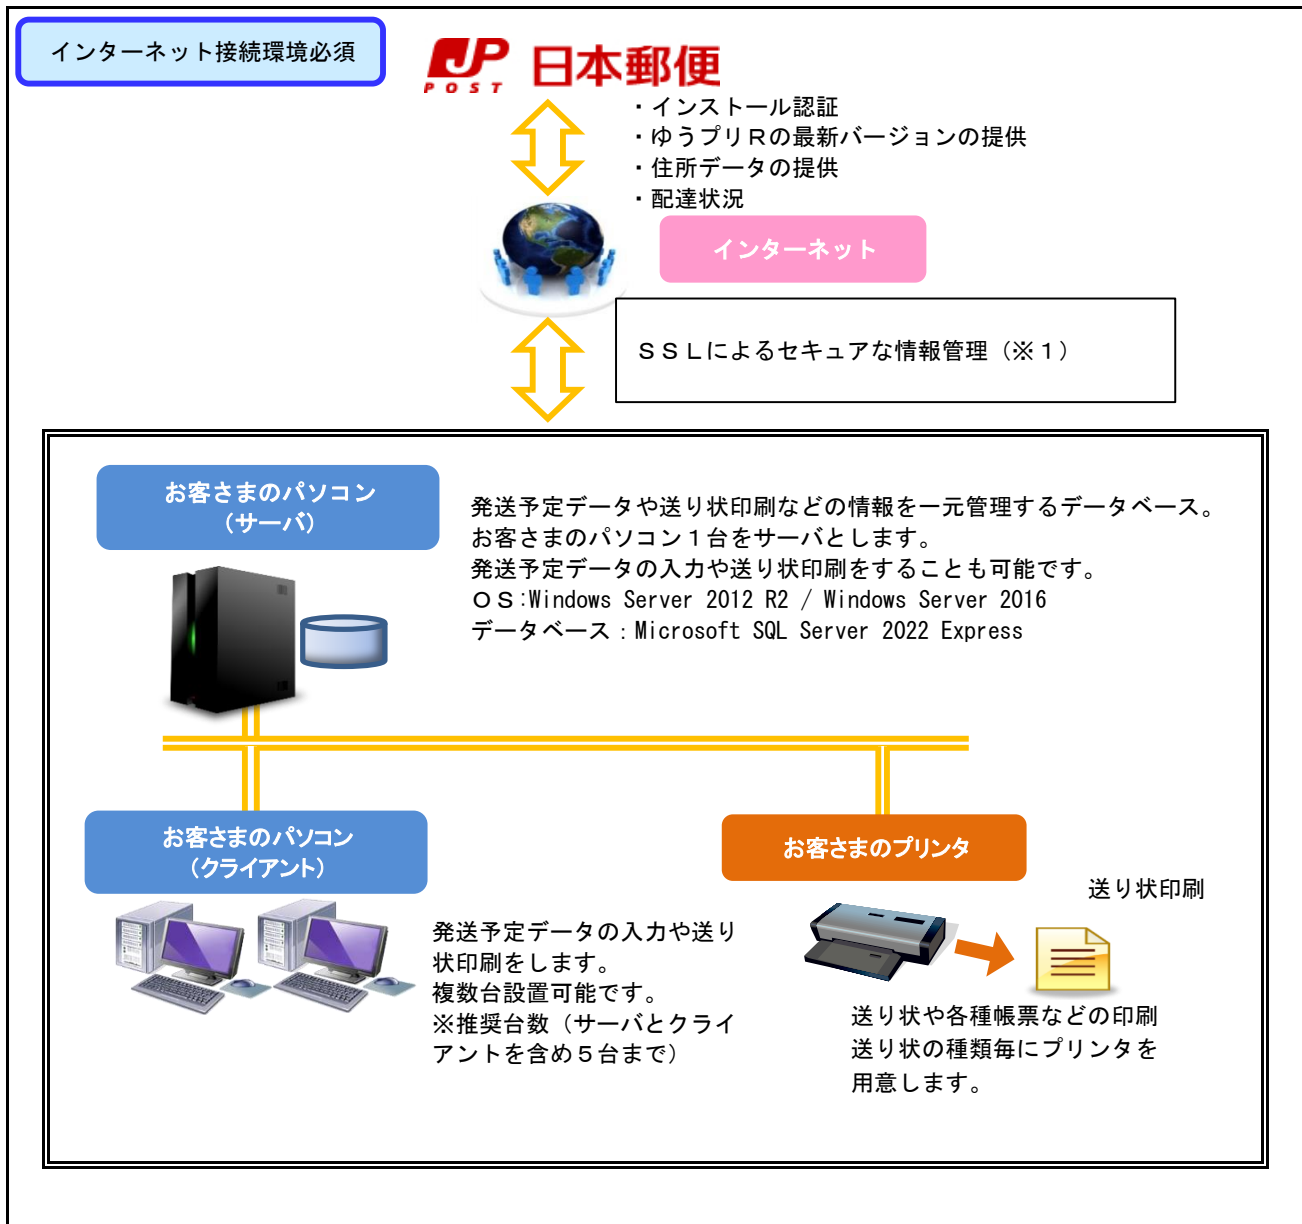 インターネット接続環境必須
JP
POST
日本郵便
・インストール認証
・ゆうプリRの最新バージョンの提供
・住所データの提供
・配達状況
インターネット
SSLによるセキュアな情報管理(※1)
お客さまのパソコン
(サーバ)
発送予定データや送り状印刷などの情報を一元管理するデータベース。
お客さまのパソコン1台をサーバとします。
発送予定データの入力や送り状印刷をすることも可能です。
OS:Windows Server 2012 R2 / Windows Server 2016
データベース:Microsoft SQL Server 2022 Express
お客さまのパソコン
(クライアント)
発送予定データの入力や送り
状印刷をします。
複数台設置可能です。
※推奨台数(サーバとクライ
アントを含め5台まで)
お客さまのプリンタ
送り状印刷
送り状や各種帳票などの印刷
送り状の種類毎にプリンタを
用意します。